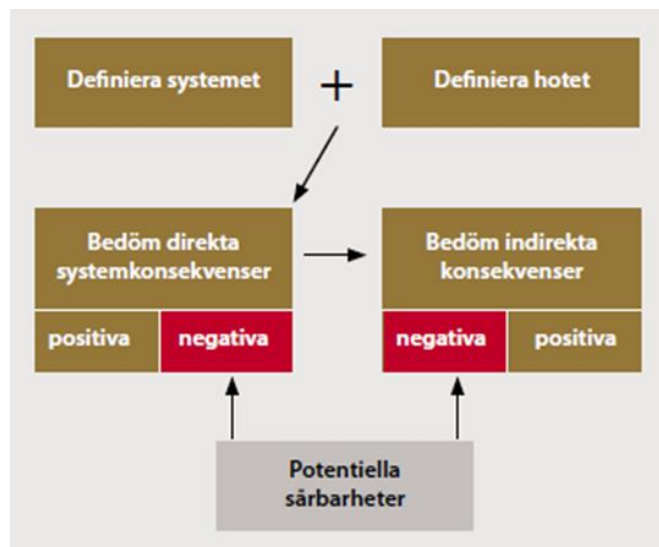 Definiera systemet
+
Definiera hotet
Bedöm direkta
systemkonsekvenser
positiva
negativa
Bedöm indirekta
konsekvenser
negativa
positiva
Potentiella
sårbarheter